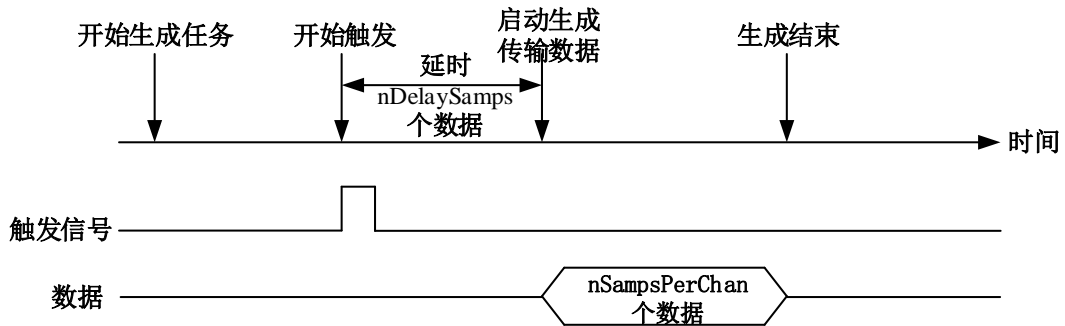 开始生成任务
开始触发
启动生成
传输数据
生成结束
延时
nDelaySamps
个数据
时间
触发信号
数据
nSampsPerChan
个数据